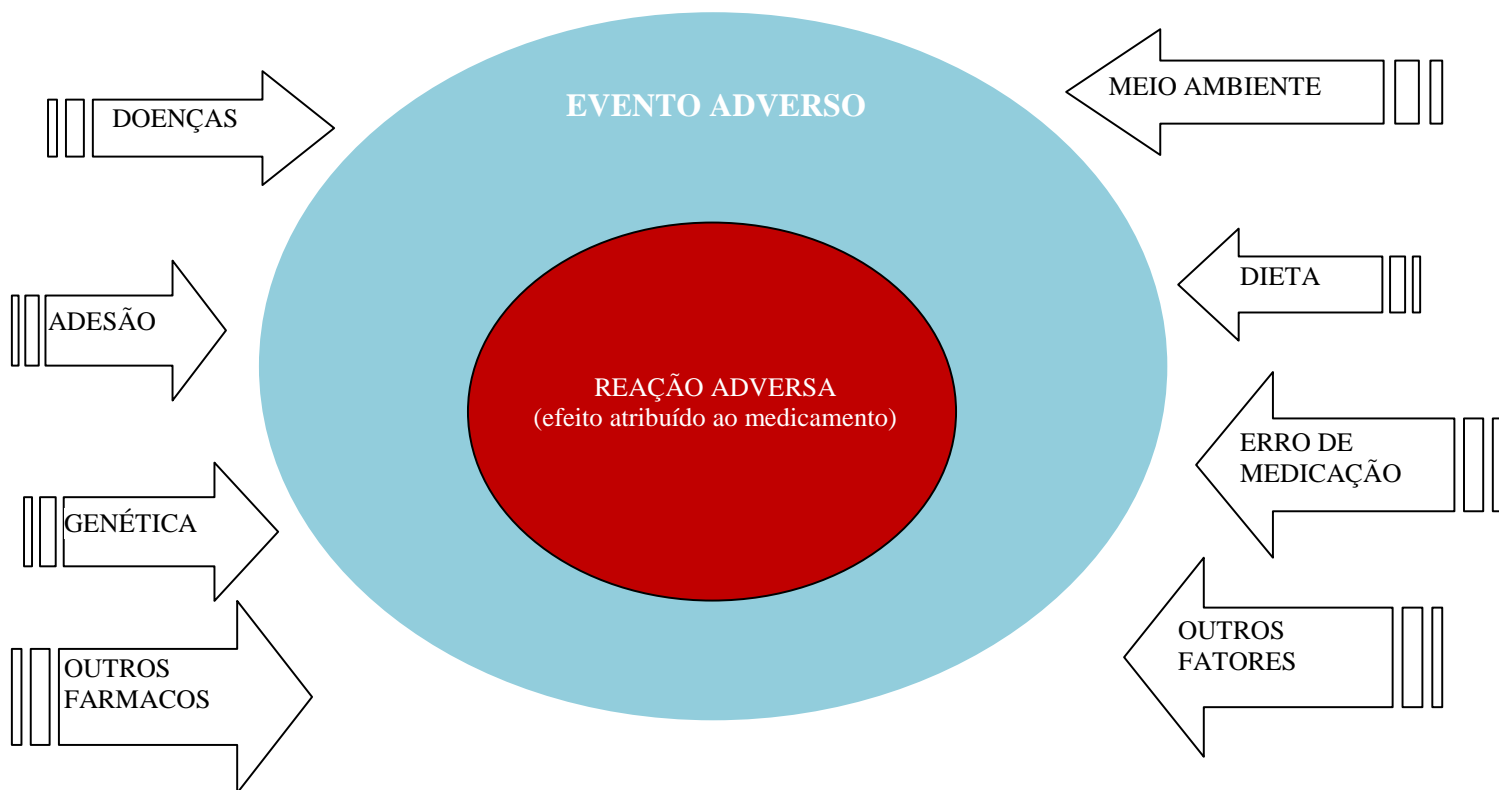 EVENTO ADVERSO
DOENÇAS
ADESÃO
GENÉTICA
OUTROS
FARMACOS
REAÇÃO ADVERSA
(efeito atribuído ao medicamento)
MEIO AMBIENTE
DIETA
ERRO DE
MEDICAÇÃO
OUTROS
FATORES